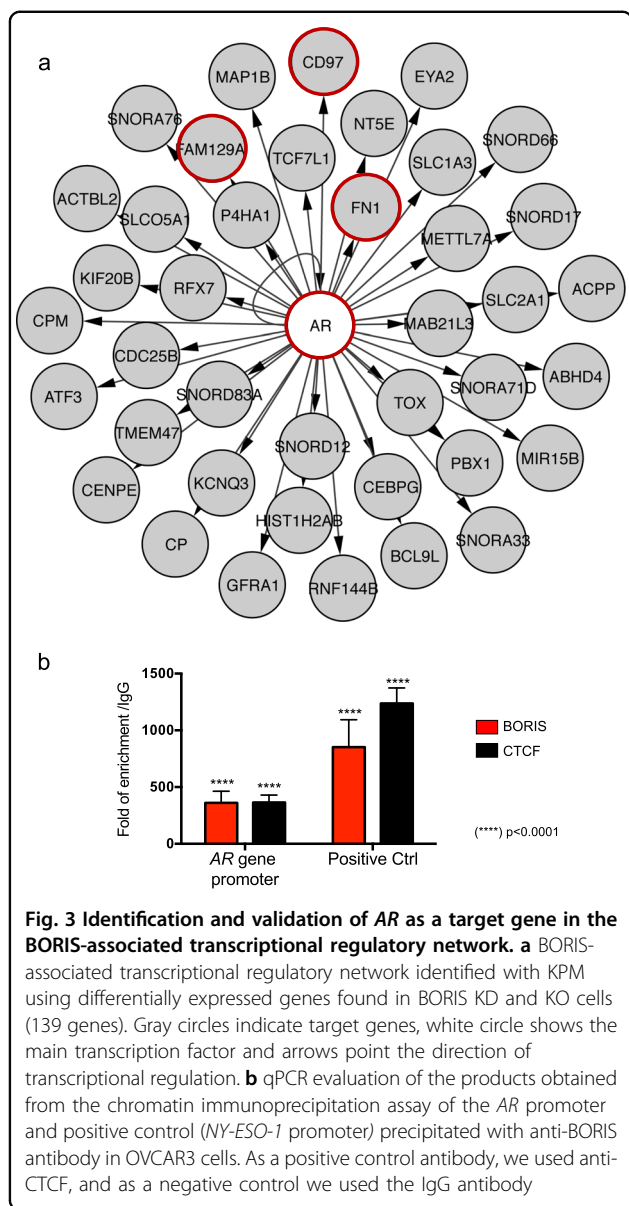 a
CD97
MAP1B
EYA2
SNORA76
NT5E
FAM129A
TCF7L1
SNORD66
SLC1A3
ACTBL2
P4HA1
FN1
SLCO5A1
METTL7A
SNORD17
KIF20B
RFX7
SLC2A1
ACPP
CPM
AR
MAB21L3
CDC25B
ABHD4
ATF3
SNORD83A
TOX
SNORA71D
TMEM47
SNORD12
PBX1
MIR15B
CENPE
KCNQ3
CEBPG
HIST1H2AB
CP
SNORA33
BCL9L
GFRA1
RNF144B
b
Fold of enrichment /IgG
1500
1000
500
0
****
****
****
****
AR gene
promoter
Positive Ctrl
BORIS
CTCF
(****) p<0.0001
Fig. 3 Identification and validation of AR as a target gene in the
BORIS-associated transcriptional regulatory network. a BORIS-
associated transcriptional regulatory network identified with KPM
using differentially expressed genes found in BORIS KD and KO cells
(139 genes). Gray circles indicate target genes, white circle shows the
main transcription factor and arrows point the direction of
transcriptional regulation. b qPCR evaluation of the products obtained
from the chromatin immunoprecipitation assay of the AR promoter
and positive control (NY-ESO-1 promoter) precipitated with anti-BORIS
antibody in OVCAR3 cells. As a positive control antibody, we used anti-
CTCF, and as a negative control we used the IgG antibody